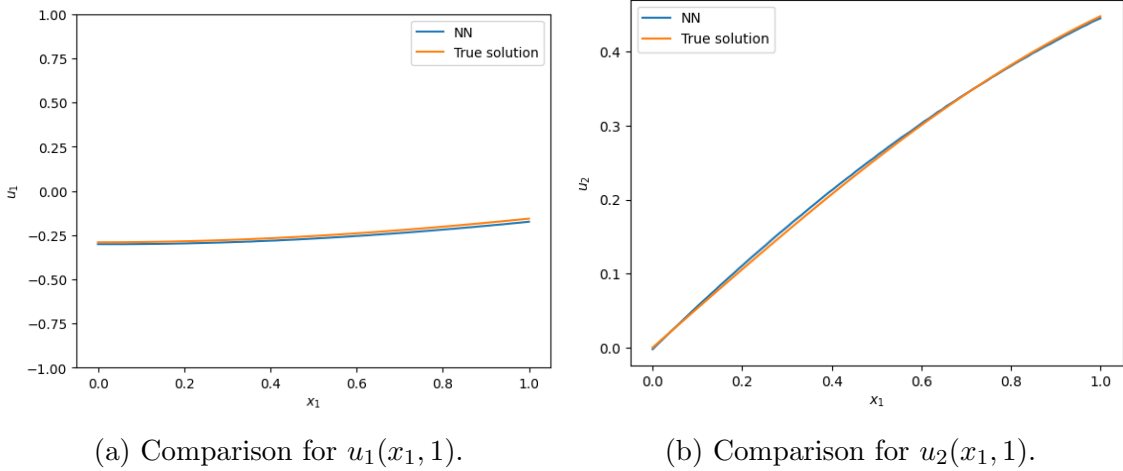 1.00
0.75
0.50
0.25
0.00
−0.25
−0.50
−0.75
−1.00
u₁
0.0 0.2 0.4 0.6 0.8 1.0
x₁
NN
True solution
(a) Comparison for u₁(x₁, 1).
0.4
0.3
0.2
0.1
0.0
u₂
0.0 0.2 0.4 0.6 0.8 1.0
x₁
NN
True solution
(b) Comparison for u₂(x₁, 1).